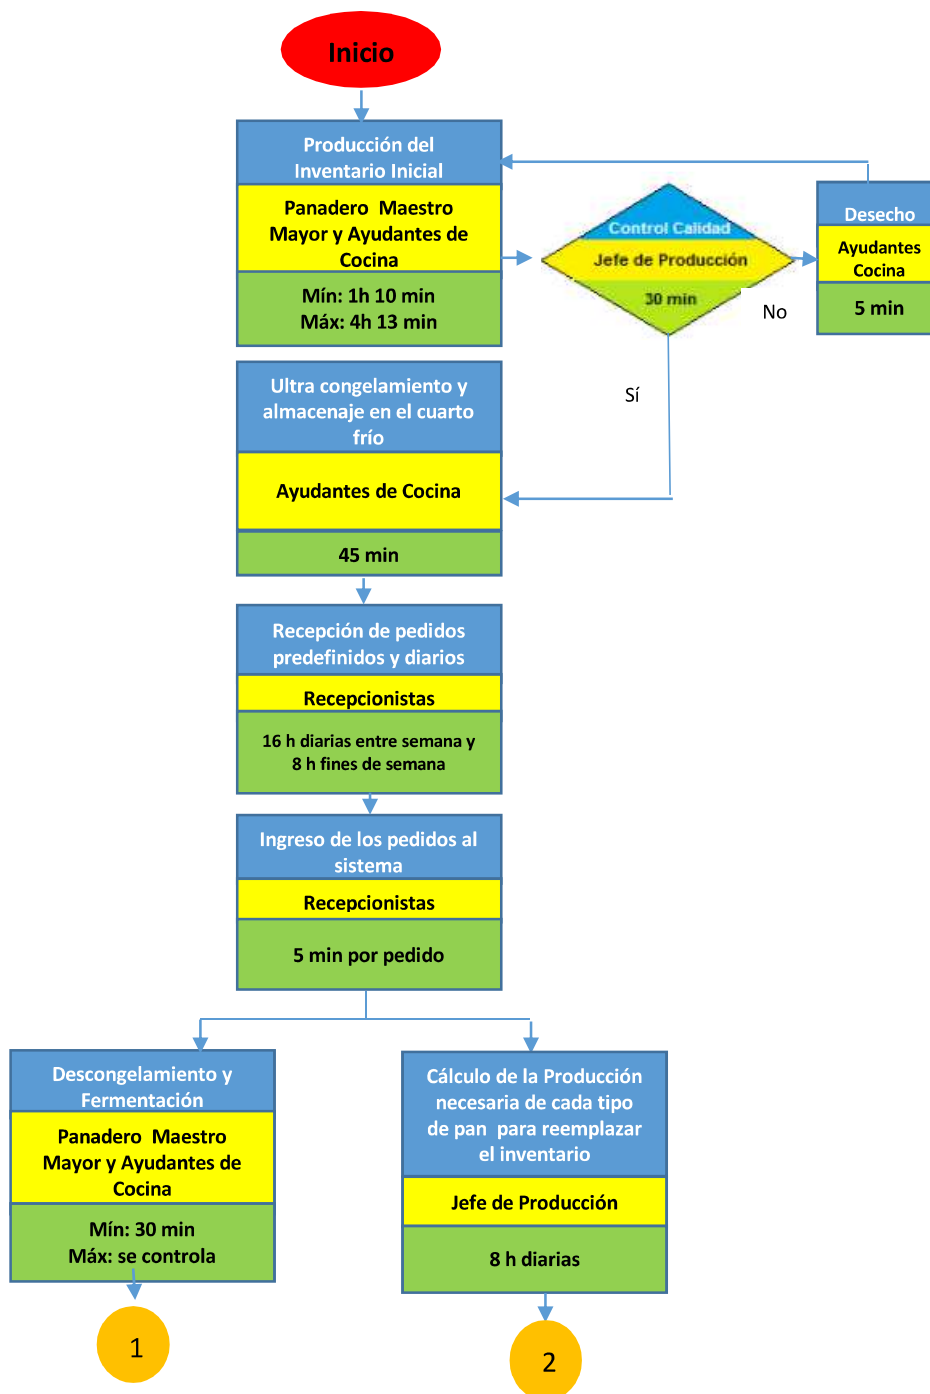 Inicio
Producción del
Inventario Inicial
Panadero Maestro
Mayor y Ayudantes de
Cocina
Mín: 1h 10 min
Máx: 4h 13 min
Control Calidad
Jefe de Producción
30 min
No
Sí
Desecho
Ayudantes
Cocina
5 min
Ultra congelamiento y
almacenaje en el cuarto
frío
Ayudantes de Cocina
45 min
Recepción de pedidos
predefinidos y diarios
Recepcionistas
16 h diarias entre semana y
8 h fines de semana
Ingreso de los pedidos al
sistema
Recepcionistas
5 min por pedido
Descongelamiento y
Fermentación
Panadero Maestro
Mayor y Ayudantes de
Cocina
Mín: 30 min
Máx: se controla
1
Cálculo de la Producción
necesaria de cada tipo
de pan para reemplazar
el inventario
Jefe de Producción
8 h diarias
2